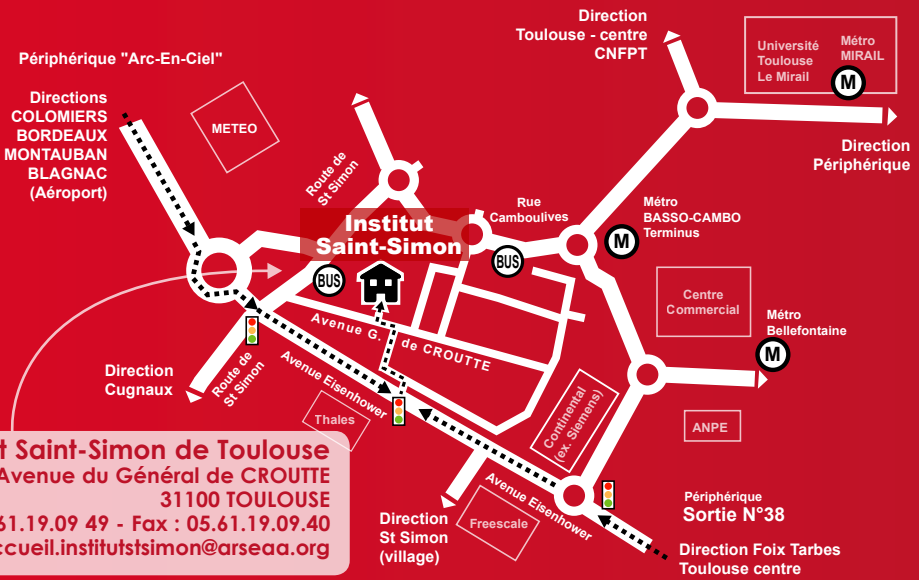 Périphérique "Arc-En-Ciel"
Directions
COLOMIERS
BORDEAUX
MONTAUBAN
BLAGNAC
(Aéroport)
METEO
Direction
Toulouse - centre
CNFPT
Université
Toulouse
Le Mirail
Métro
MIRAIL
M
Direction
Périphérique
Route de
St Simon
Rue
Camboulives
Métro
BASSO-CAMBO
Terminus
M
Institut
Saint-Simon
BUS
BUS
Centre
Commercial
Métro
Bellefontaine
M
Avenue G. de CROUTTE
Direction
Cugnaux
Route de
St Simon
Avenue Eisenhower
Thales
Continental
(ex. Siemens)
ANPE
Avenue Eisenhower
Freescale
Direction
St Simon
(village)
Périphérique
Sortie N°38
Direction Foix Tarbes
Toulouse centre
t Saint-Simon de Toulouse
Avenue du Général de CROUTTE
31100 TOULOUSE
61.19.09 49 - Fax : 05.61.19.09.40
ccueil.institutstsimon@arseaa.org